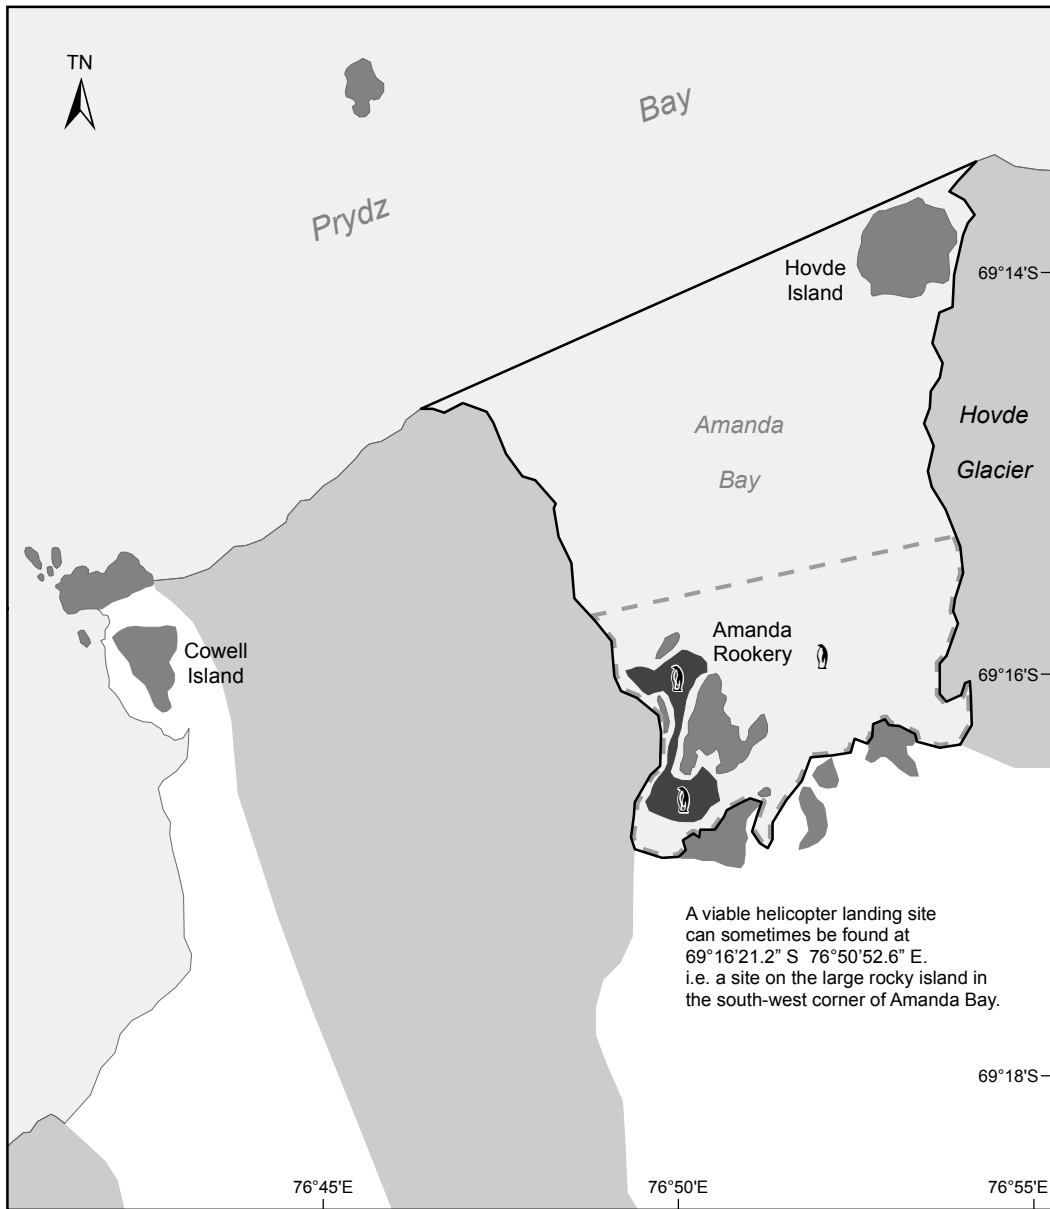 TN
Bay
Prydz
Hovde
Island
69°14'S
Amanda
Bay
Hovde
Glacier
Amanda
Rookery
Cowell
Island
69°16'S
A viable helicopter landing site
can sometimes be found at
69°16’21.2” S  76°50’52.6” E.
i.e. a site on the large rocky island in
the south-west corner of Amanda Bay.
69°18'S
76°45'E
76°50'E
76°55'E